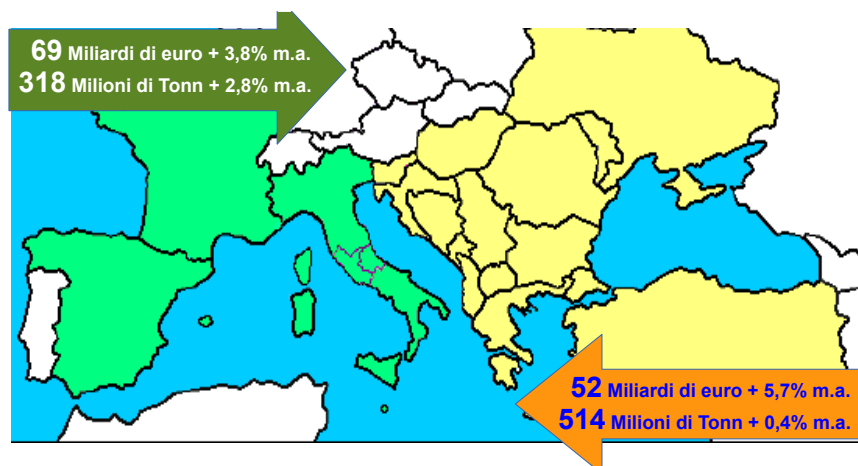 69 Miliardi di euro + 3,8% m.a.
318 Milioni di Tonn + 2,8% m.a.
52 Miliardi di euro + 5,7% m.a.
514 Milioni di Tonn + 0,4% m.a.